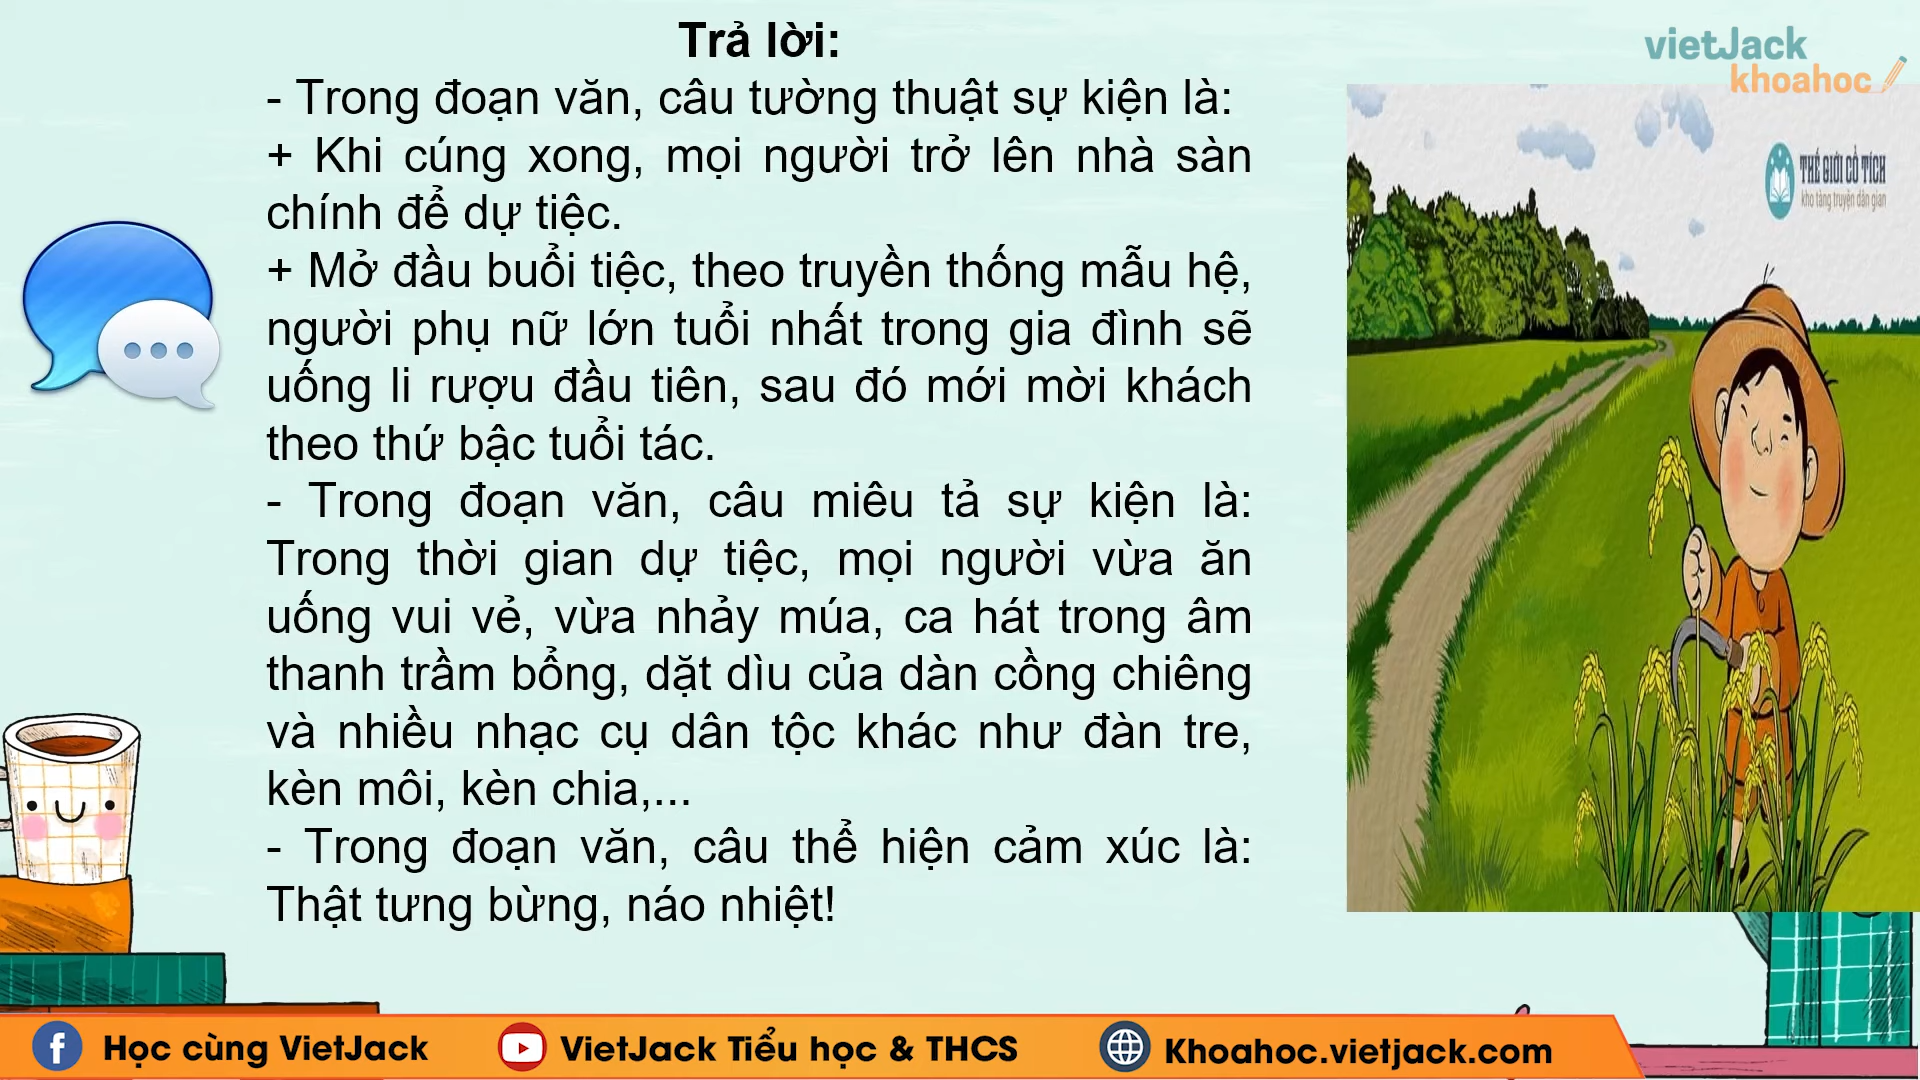 Trả lời:
- Trong đoạn văn, câu tường thuật sự kiện là:
+ Khi cúng xong, mọi người trở lên nhà sàn
chính để dự tiệc.
+ Mở đầu buổi tiệc, theo truyền thống mẫu hệ,
người phụ nữ lớn tuổi nhất trong gia đình sẽ
uống li rượu đầu tiên, sau đó mới mời khách
theo thứ bậc tuổi tác.
- Trong đoạn văn, câu miêu tả sự kiện là:
Trong thời gian dự tiệc, mọi người vừa ăn
uống vui vẻ, vừa nhảy múa, ca hát trong âm
thanh trầm bổng, dặt dìu của dàn cồng chiêng
và nhiều nhạc cụ dân tộc khác như đàn tre,
kèn môi, kèn chia,...
- Trong đoạn văn, câu thể hiện cảm xúc là:
Thật tưng bừng, náo nhiệt!
vietJack
khoahoc
THẾ GIỚI CỔ TÍCH
kho tàng truyện dân gian
Học cùng VietJack
VietJack Tiểu học & THCS
Khoahoc.vietjack.com